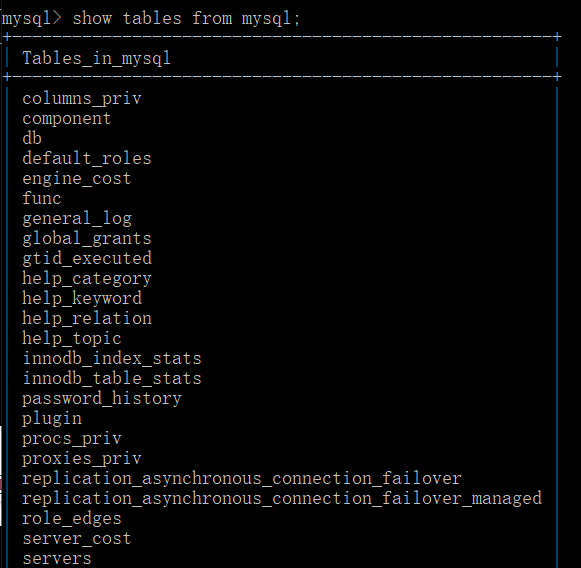 mysql> show tables from mysql;
Tables_in_mysql
columns_priv
component
db
default_roles
engine_cost
func
general_log
global_grants
gtid_executed
help_category
help_keyword
help_relation
help_topic
innodb_index_stats
innodb_table_stats
password_history
plugin
procs_priv
proxies_priv
replication_asynchronous_connection_failover
replication_asynchronous_connection_failover_managed
role_edges
server_cost
servers